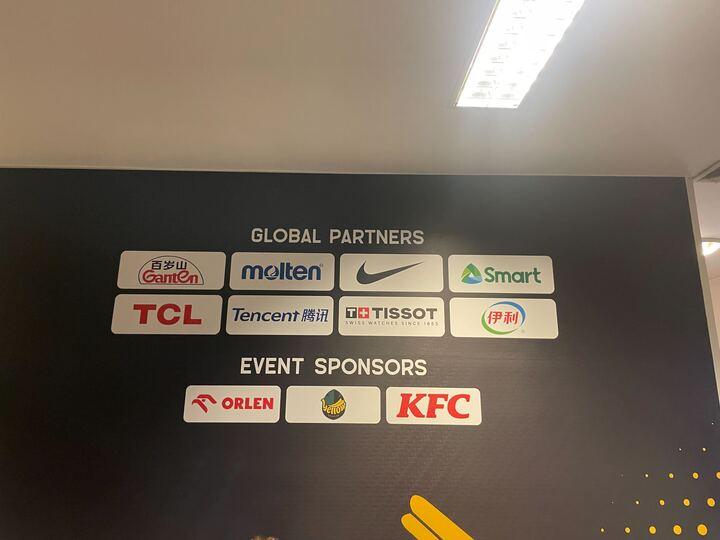 GLOBAL PARTNERS
百岁山
Ganten
molten
Smart
TCL
Tencent 腾讯
TISSOT
SWISS WATCHES SINCE 1853
伊利
EVENT SPONSORS
ORLEN
Yellow
KFC